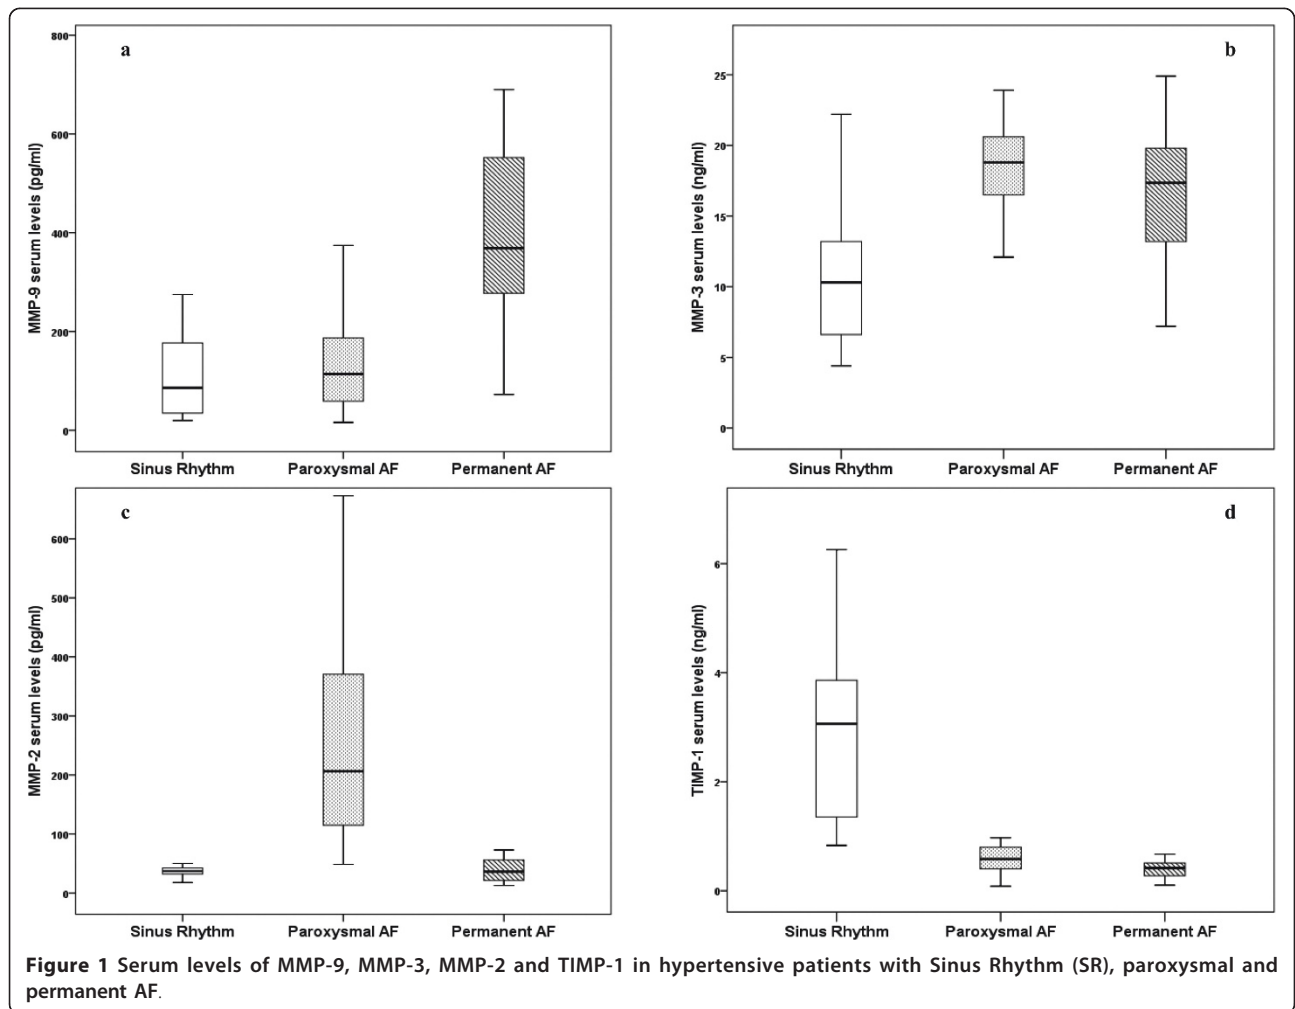 a
800
600
400
200
0
MMP-9 serum levels (pg/ml)
Sinus Rhythm Paroxysmal AF Permanent AF
b
25
20
15
10
5
0
MMP-3 serum levels (ng/ml)
Sinus Rhythm Paroxysmal AF Permanent AF
c
600
500
400
300
200
100
0
MMP-2 serum levels (pg/ml)
Sinus Rhythm Paroxysmal AF Permanent AF
d
6
4
2
0
TIMP-1 serum levels (ng/ml)
Sinus Rhythm Paroxysmal AF Permanent AF
Figure 1 Serum levels of MMP-9, MMP-3, MMP-2 and TIMP-1 in hypertensive patients with Sinus Rhythm (SR), paroxysmal and
permanent AF.